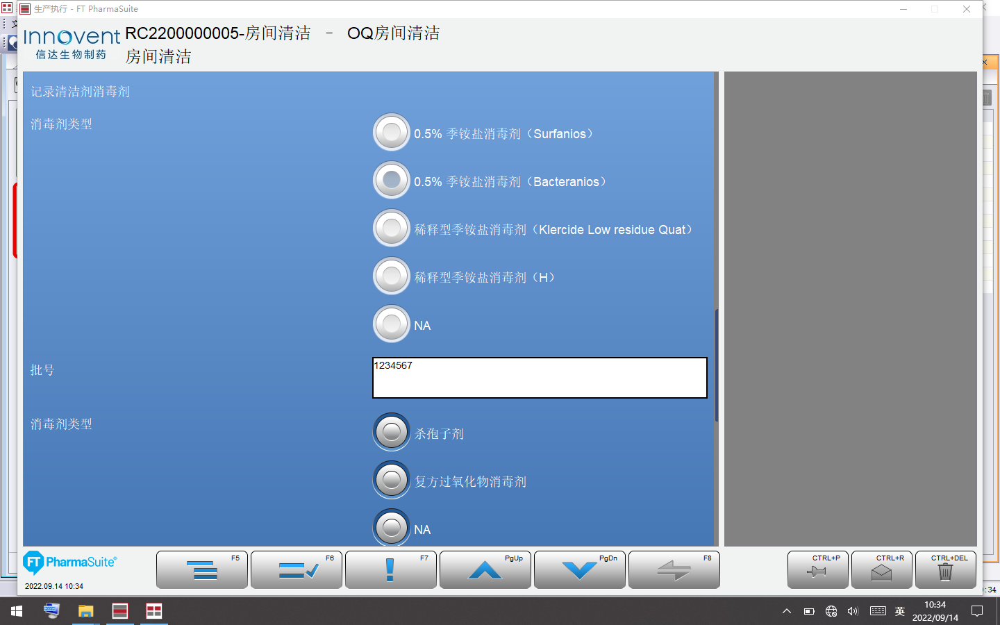 生产执行 - FT PharmaSuite
Innovent
信达生物制药
RC2200000005-房间清洁 - OQ房间清洁
房间清洁
记录清洁剂消毒剂
消毒剂类型
0.5% 季铵盐消毒剂（Surfanios）
0.5% 季铵盐消毒剂（Bacteranios）
稀释型季铵盐消毒剂（Klercide Low residue Quat）
稀释型季铵盐消毒剂（H）
NA
批号
1234567
消毒剂类型
杀孢子剂
复方过氧化物消毒剂
NA
FT PharmaSuite®
2022.09.14 10:34
F5
F6
F7
PgUp
PgDn
F8
CTRL+P
CTRL+R
CTRL+DEL
:34
英
10:34
2022/09/14